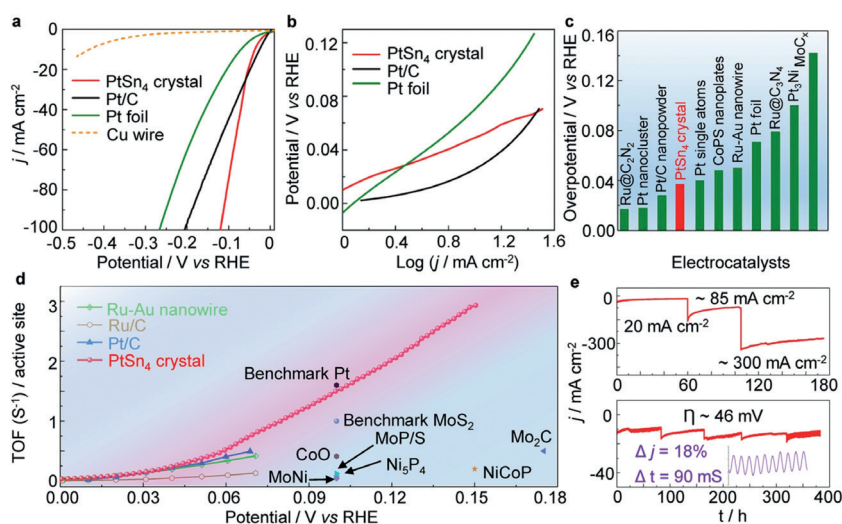 a
0
-20
-40
-60
-80
-100
j / mA cm-2
PtSn4 crystal
Pt/C
Pt foil
Cu wire
-0.5 -0.4 -0.3 -0.2 -0.1 0
Potential / V vs RHE
b
0.12
0.08
0.04
0.00
Potential / V vs RHE
PtSn4 crystal
Pt/C
Pt foil
0 0.4 0.8 1.2 1.6
Log (j / mA cm-2)
c
0.16
0.12
0.08
0.04
0.00
Overpotential / V vs RHE
Ru@C2N2
Pt nanocluster
Pt/C nanopowder
PtSn4 crystal
Pt single atoms
CoPS nanoplates
Ru-Au nanowire
Pt foil
Ru@C3N4
Pt3Ni
MoCx
Electrocatalysts
d
3
2
1
0
TOF (S-1) / active site
Ru-Au nanowire
Ru/C
Pt/C
PtSn4 crystal
Benchmark Pt
Benchmark MoS2
MoP/S
CoO
Ni5P4
MoNi
Mo2C
NiCoP
0.00 0.03 0.06 0.09 0.12 0.15 0.18
Potential / V vs RHE
e
0
-300
~ 85 mA cm-2
20 mA cm-2
~ 300 mA cm-2
0 60 120 180
j / mA cm-2
0
-20
-40
η ~ 46 mV
Δ j = 18%
Δ t = 90 mS
0 100 200 300 400
t / h